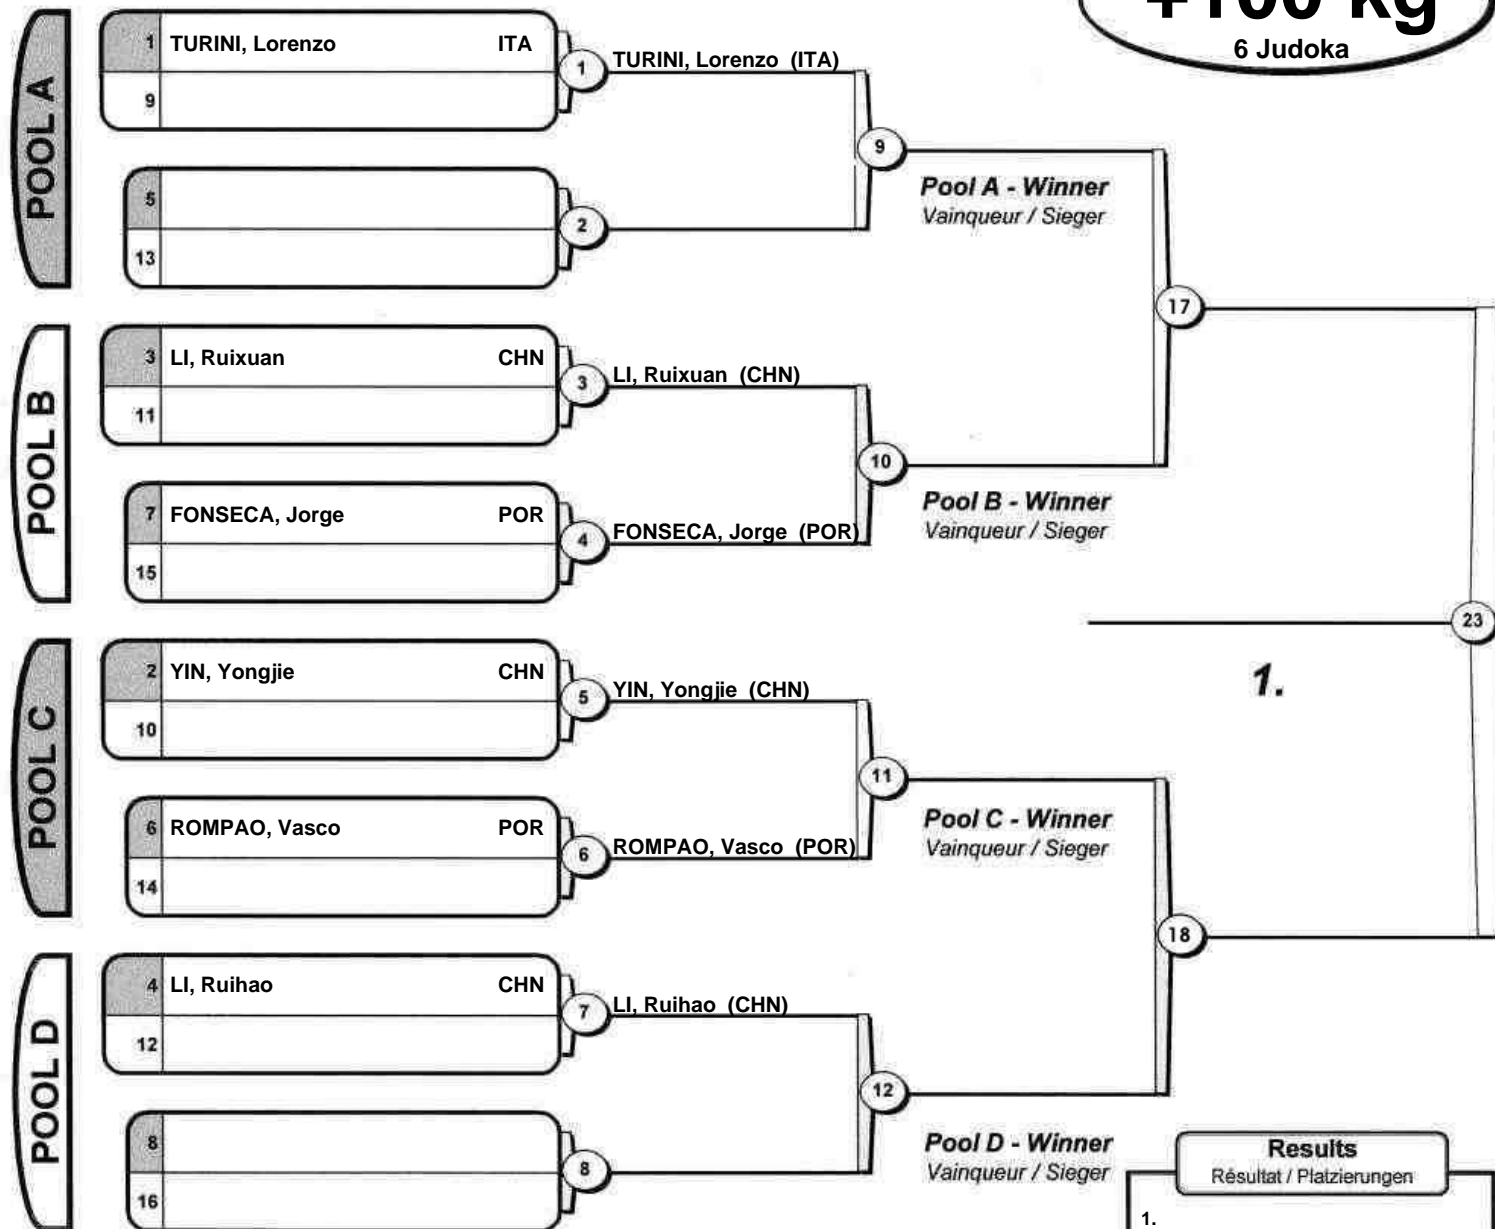 +100 kg
6 Judoka
POOL A
1 TURINI, Lorenzo ITA
9
1 TURINI, Lorenzo (ITA)
5
13
2
9
Pool A - Winner
Vainqueur / Sieger
POOL B
3 LI, Ruixuan CHN
11
3 LI, Ruixuan (CHN)
7 FONSECA, Jorge POR
15
4 FONSECA, Jorge (POR)
10
Pool B - Winner
Vainqueur / Sieger
17
23
1.
POOL C
2 YIN, Yongjie CHN
10
5 YIN, Yongjie (CHN)
6 ROMPAO, Vasco POR
14
6 ROMPAO, Vasco (POR)
11
Pool C - Winner
Vainqueur / Sieger
18
POOL D
4 LI, Ruihao CHN
12
7 LI, Ruihao (CHN)
8
16
8
12
Pool D - Winner
Vainqueur / Sieger
Results
Résultat / Platzierungen
1.